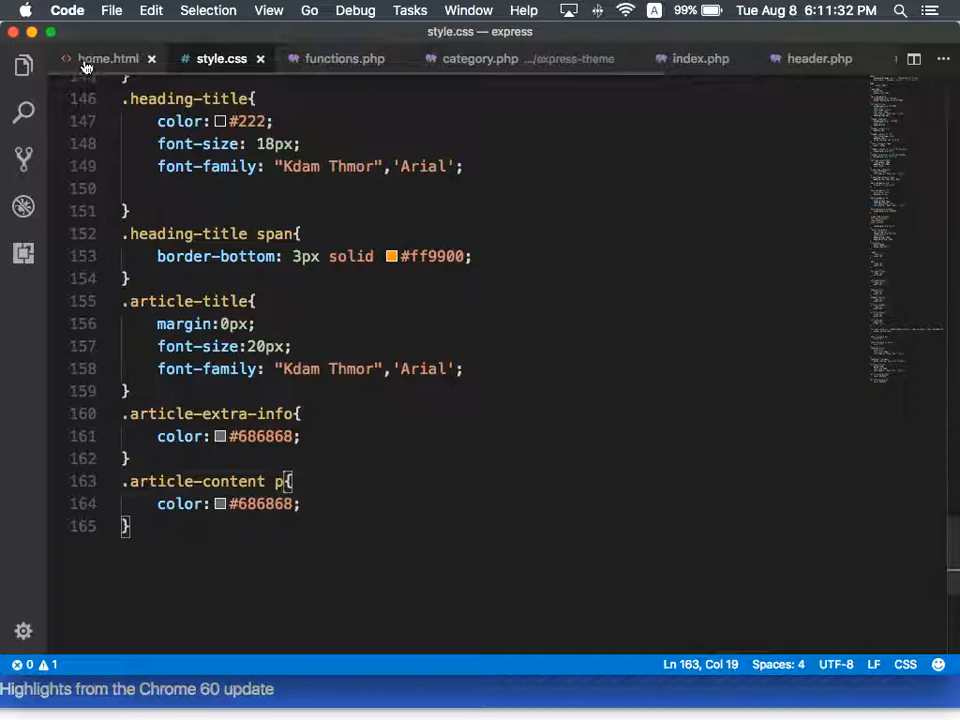 Code File Edit Selection View Go Debug Tasks Window Help A 99% Tue Aug 8 6:11:32 PM
style.css — express
home.html # style.css functions.php category.php .../express-theme index.php header.php
146 .heading-title{
147 color: #222;
148 font-size: 18px;
149 font-family: "Kdam Thmor",'Arial';
150
151 }
152 .heading-title span{
153 border-bottom: 3px solid #ff9900;
154 }
155 .article-title{
156 margin:0px;
157 font-size:20px;
158 font-family: "Kdam Thmor",'Arial';
159 }
160 .article-extra-info{
161 color: #686868;
162 }
163 .article-content p{
164 color: #686868;
165 }
0 1 Ln 163, Col 19 Spaces: 4 UTF-8 LF CSS
Highlights from the Chrome 60 update